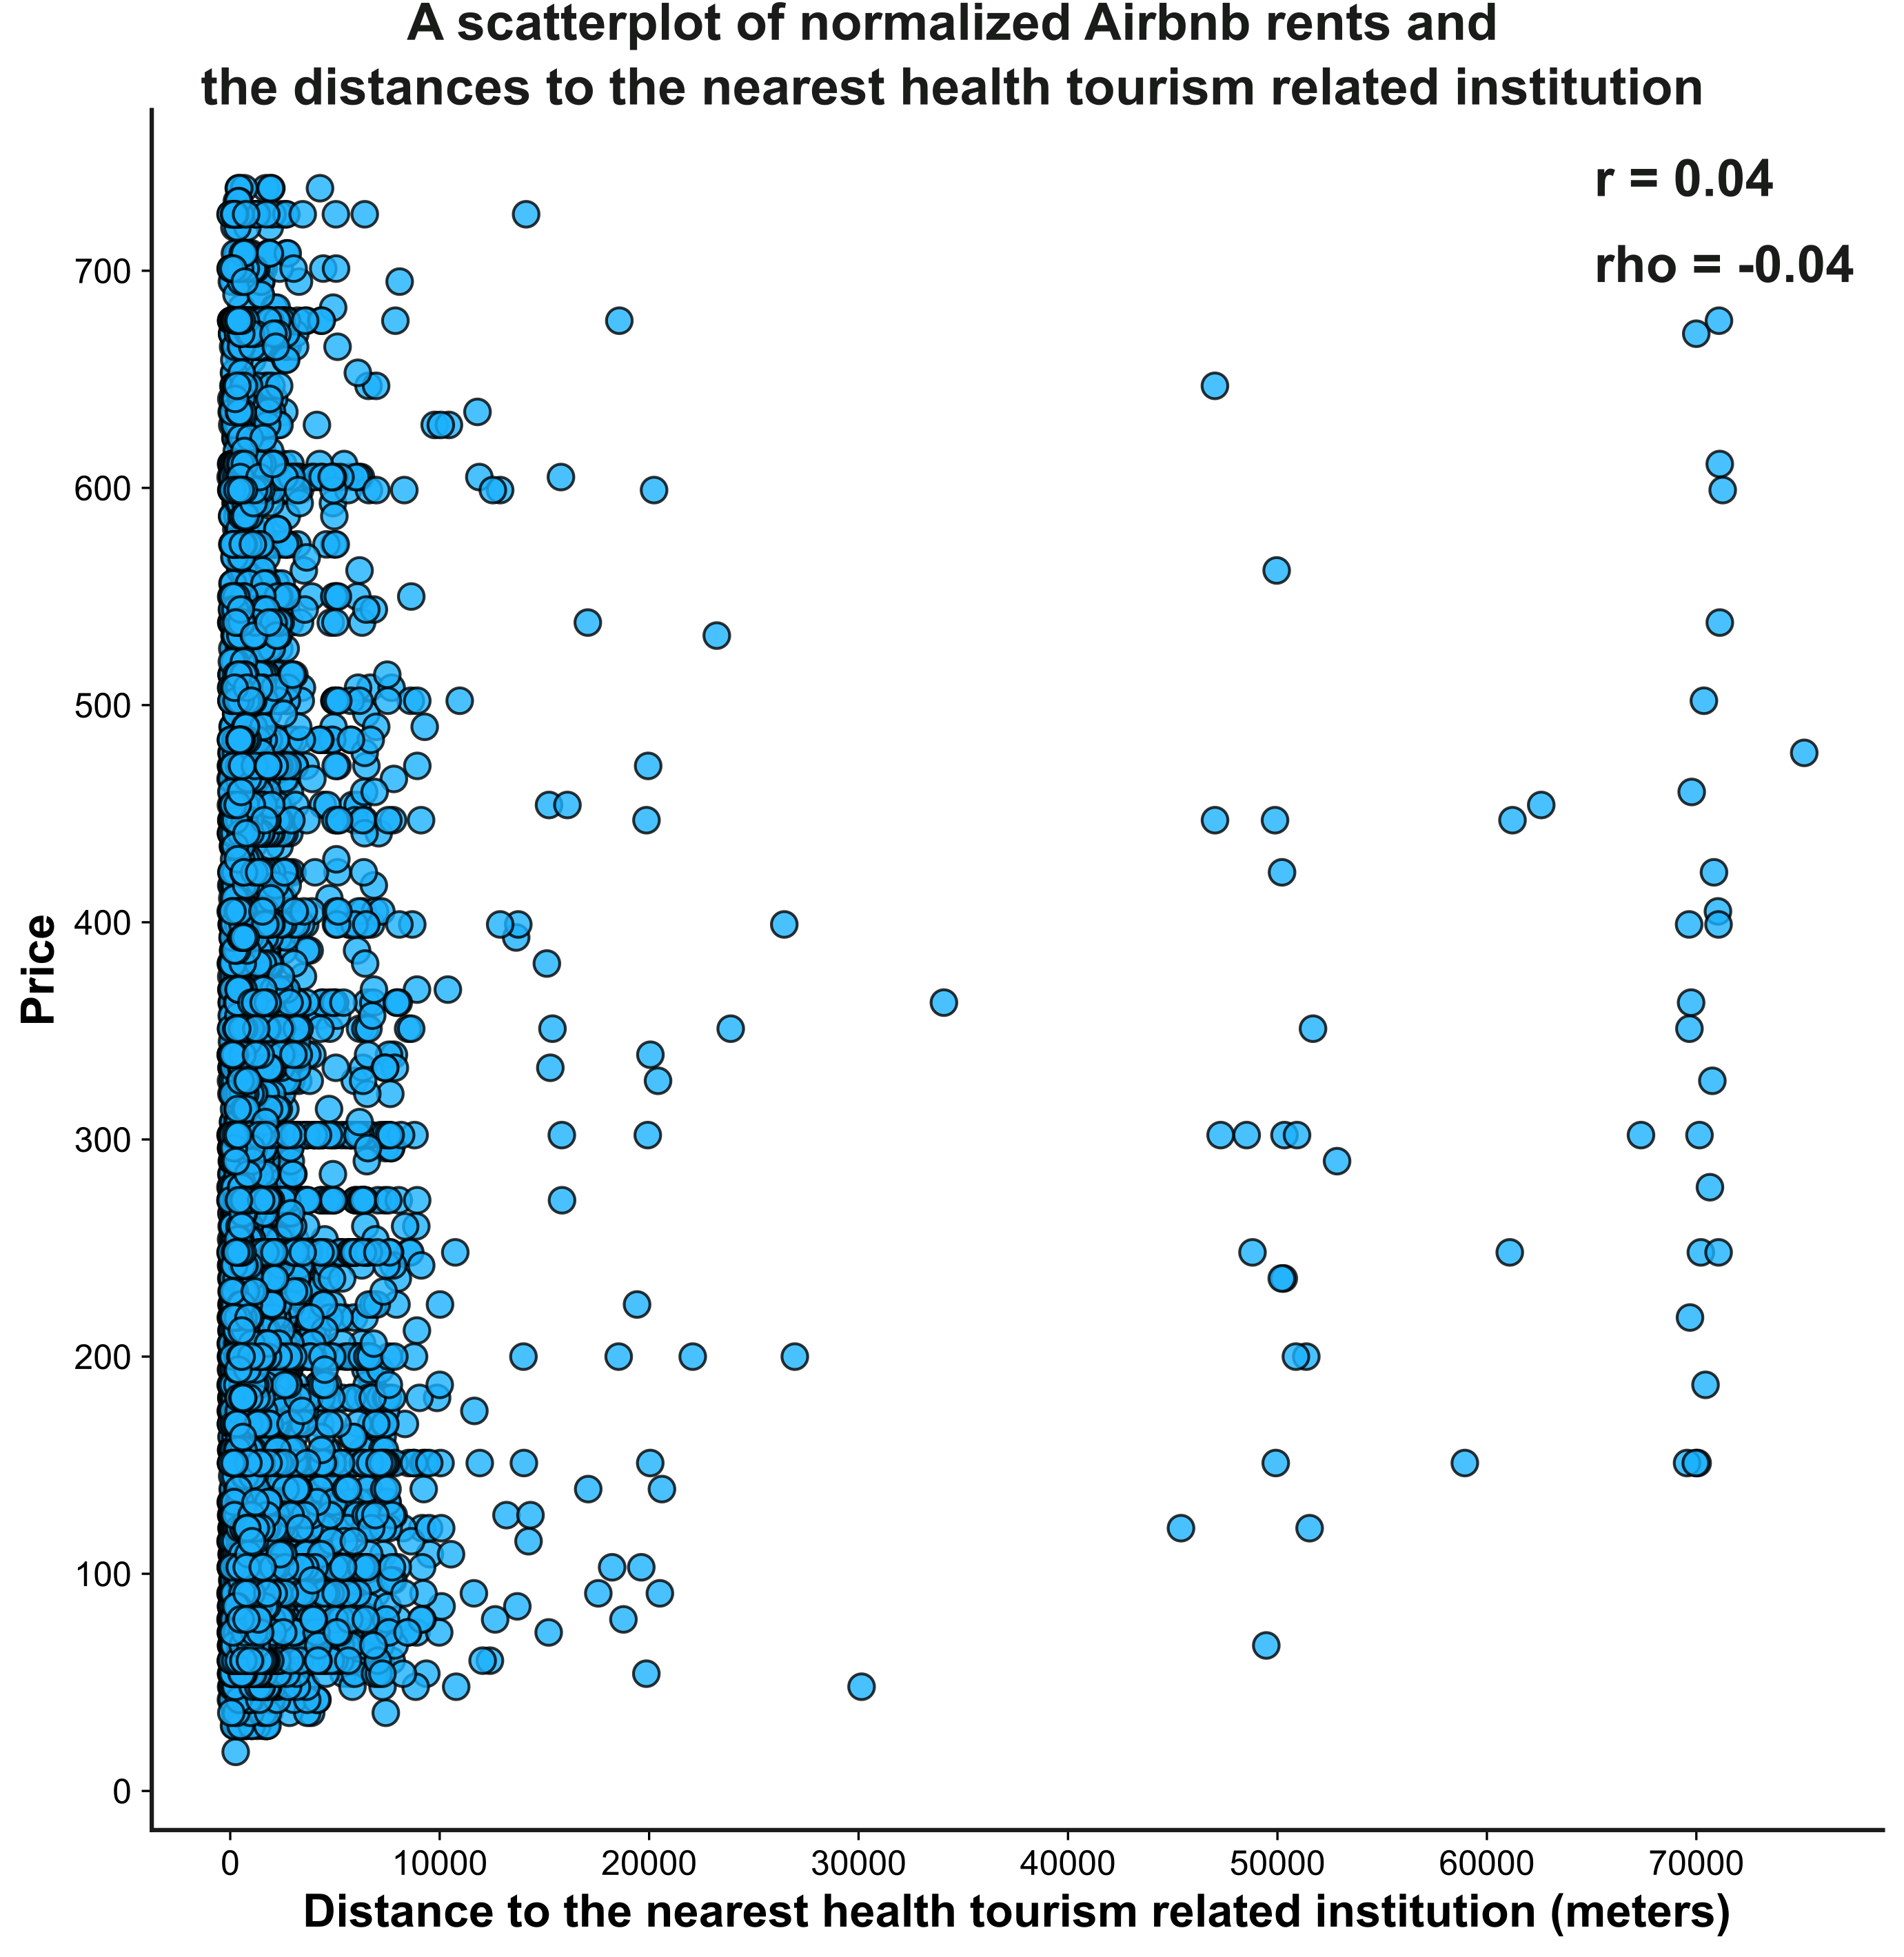 A scatterplot of normalized Airbnb rents and
the distances to the nearest health tourism related institution
r = 0.04
rho = -0.04
700
600
500
400
300
200
100
0
Price
0 10000 20000 30000 40000 50000 60000 70000
Distance to the nearest health tourism related institution (meters)